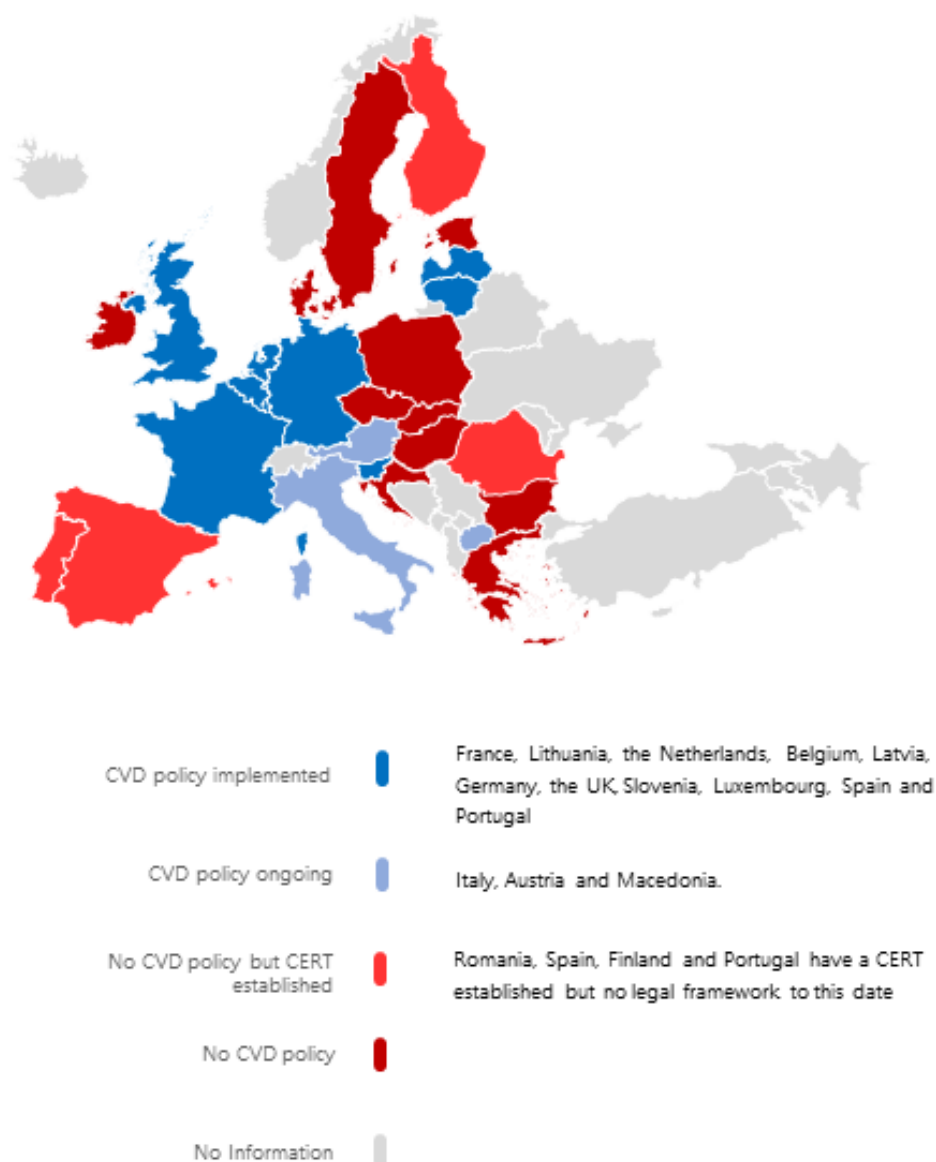 CVD policy implemented
France, Lithuania, the Netherlands, Belgium, Latvia,
Germany, the UK, Slovenia, Luxembourg, Spain and
Portugal
CVD policy ongoing
Italy, Austria and Macedonia.
No CVD policy but CERT
established
Romania, Spain, Finland and Portugal have a CERT
established but no legal framework to this date
No CVD policy
No Information